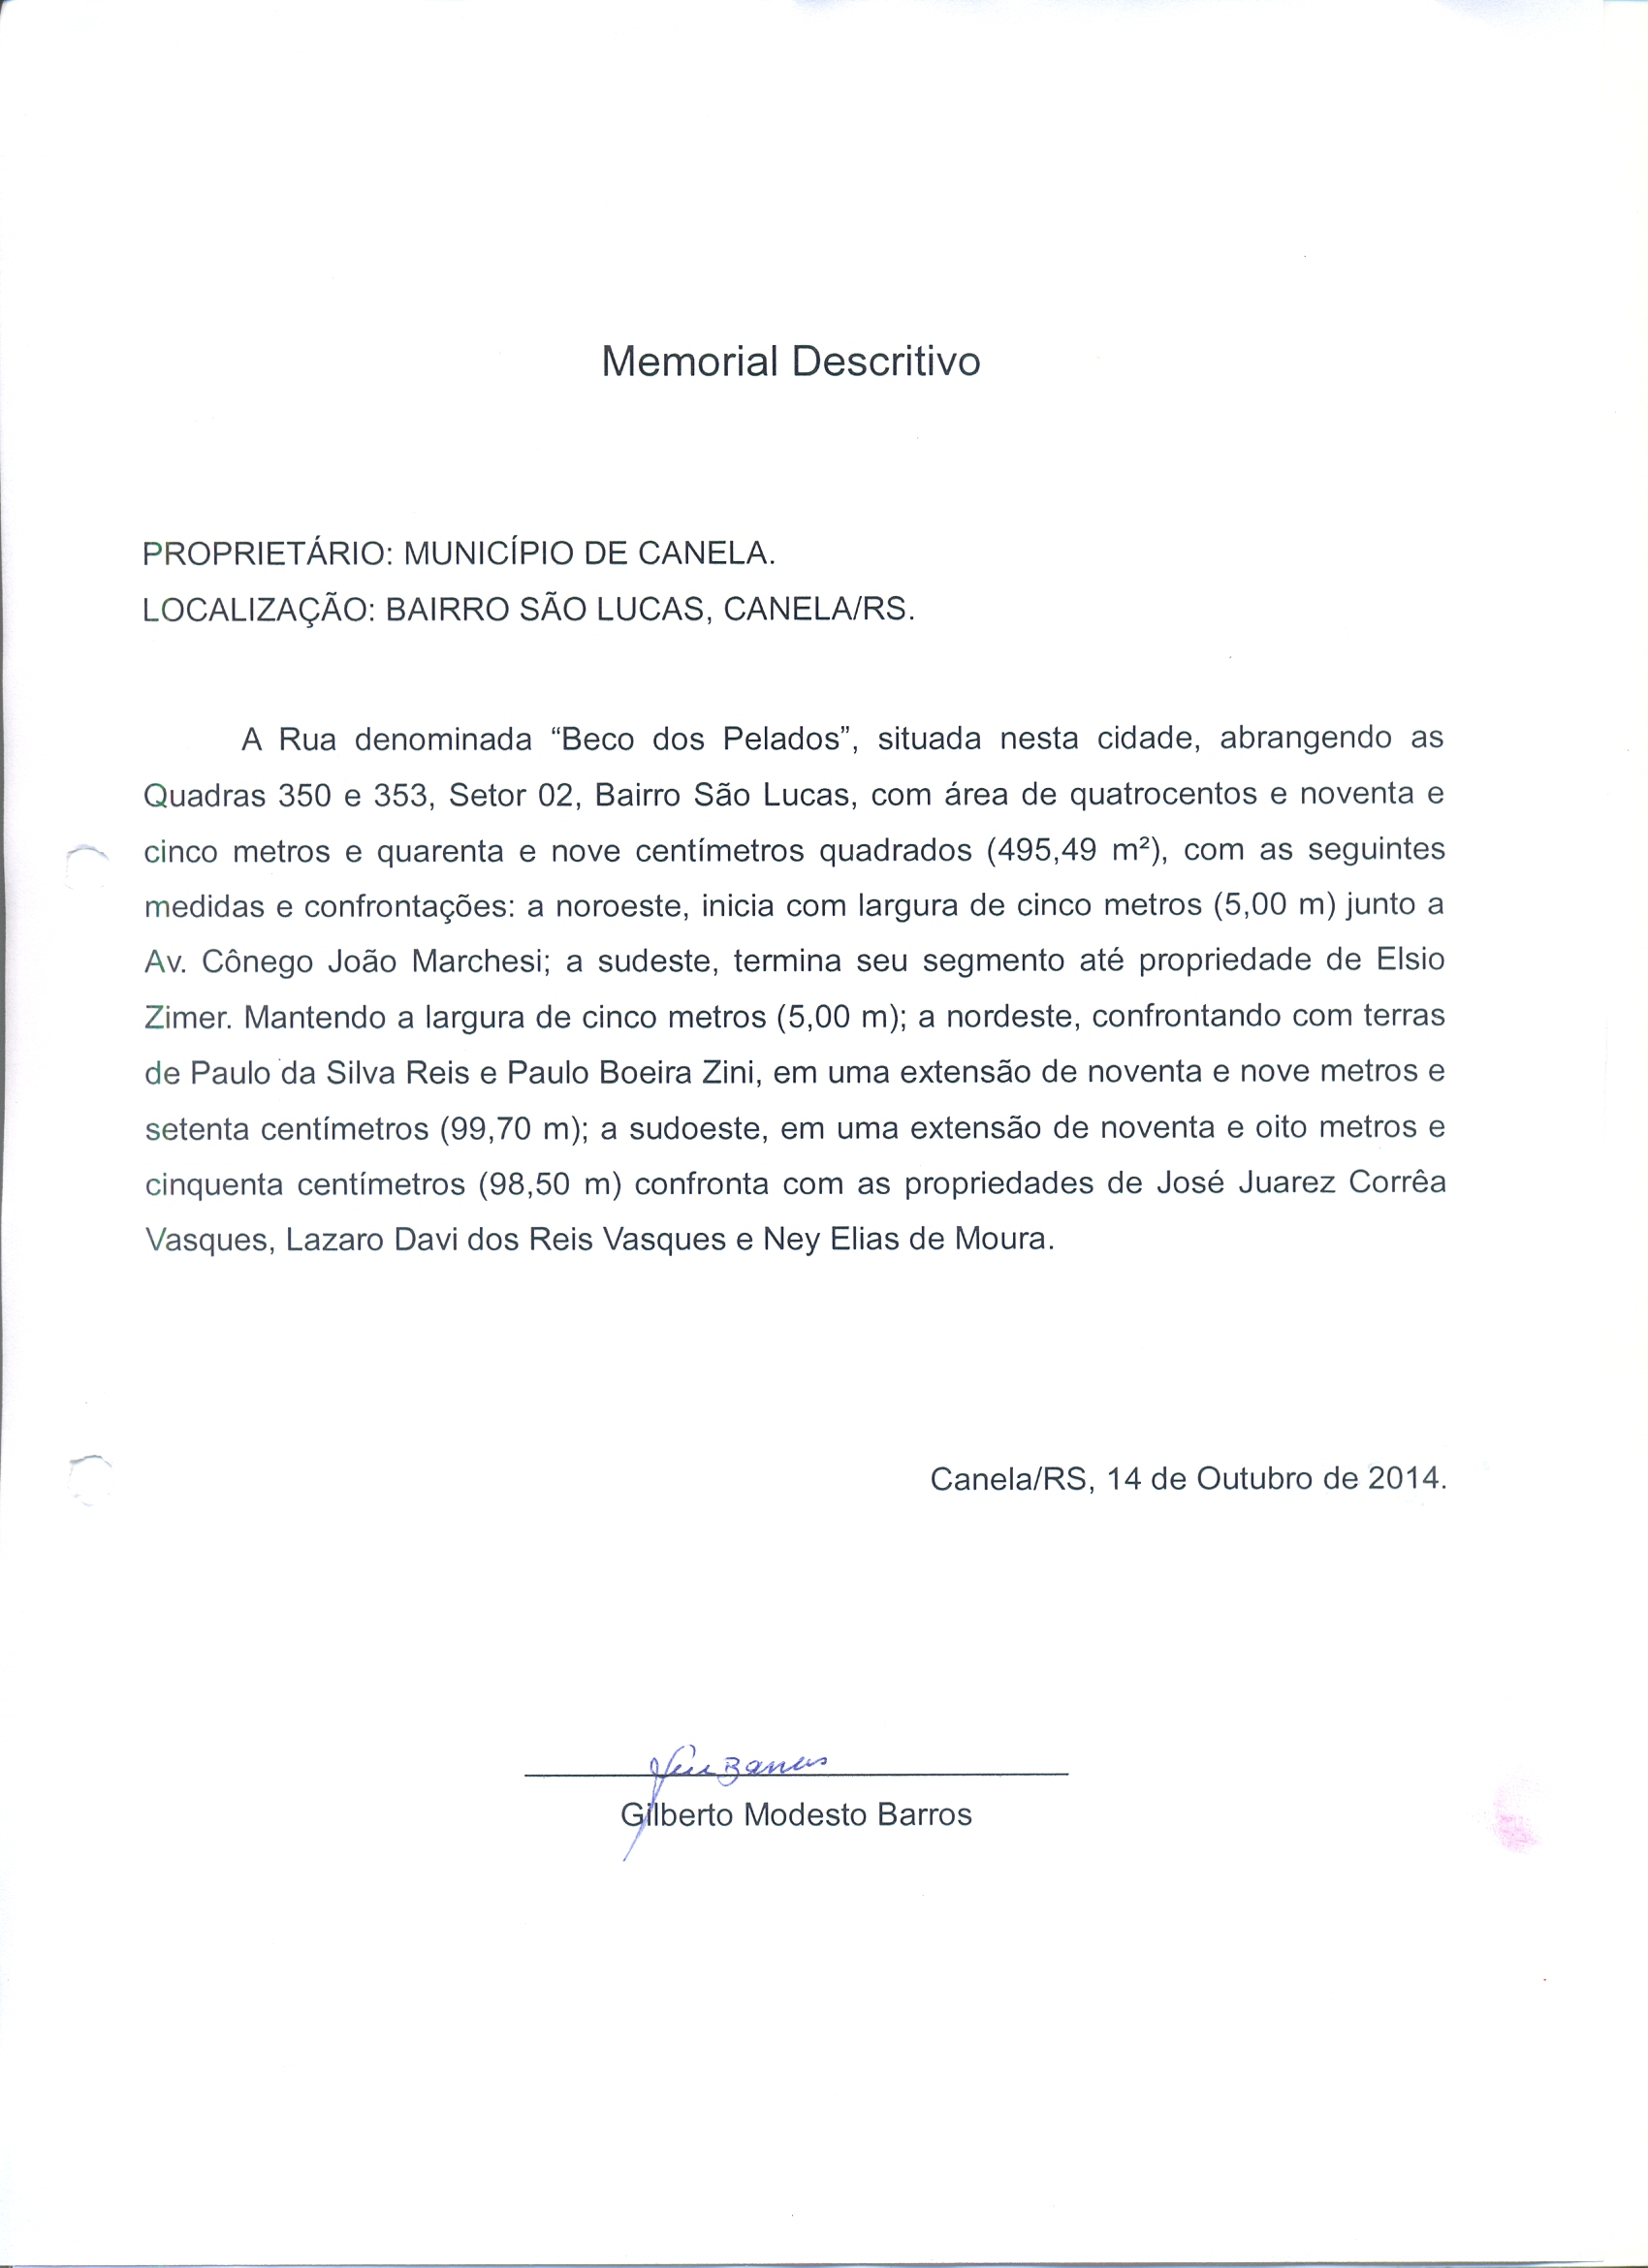 Memorial Descritivo
PROPRIETÁRIO: MUNICÍPIO DE CANELA.
LOCALIZAÇÃO: BAIRRO SÃO LUCAS, CANELA/RS.
A Rua denominada “Beco dos Pelados”, situada nesta cidade, abrangendo as
Quadras 350 e 353, Setor 02, Bairro São Lucas, com área de quatrocentos e noventa e
cinco metros e quarenta e nove centímetros quadrados (495,49 m²), com as seguintes
medidas e confrontações: a noroeste, inicia com largura de cinco metros (5,00 m) junto a
Av. Cônego João Marchesi; a sudeste, termina seu segmento até propriedade de Elsio
Zimer. Mantendo a largura de cinco metros (5,00 m); a nordeste, confrontando com terras
de Paulo da Silva Reis e Paulo Boeira Zini, em uma extensão de noventa e nove metros e
setenta centímetros (99,70 m); a sudoeste, em uma extensão de noventa e oito metros e
cinquenta centímetros (98,50 m) confronta com as propriedades de José Juarez Corrêa
Vasques, Lazaro Davi dos Reis Vasques e Ney Elias de Moura.
Canela/RS, 14 de Outubro de 2014.
Gilberto Modesto Barros